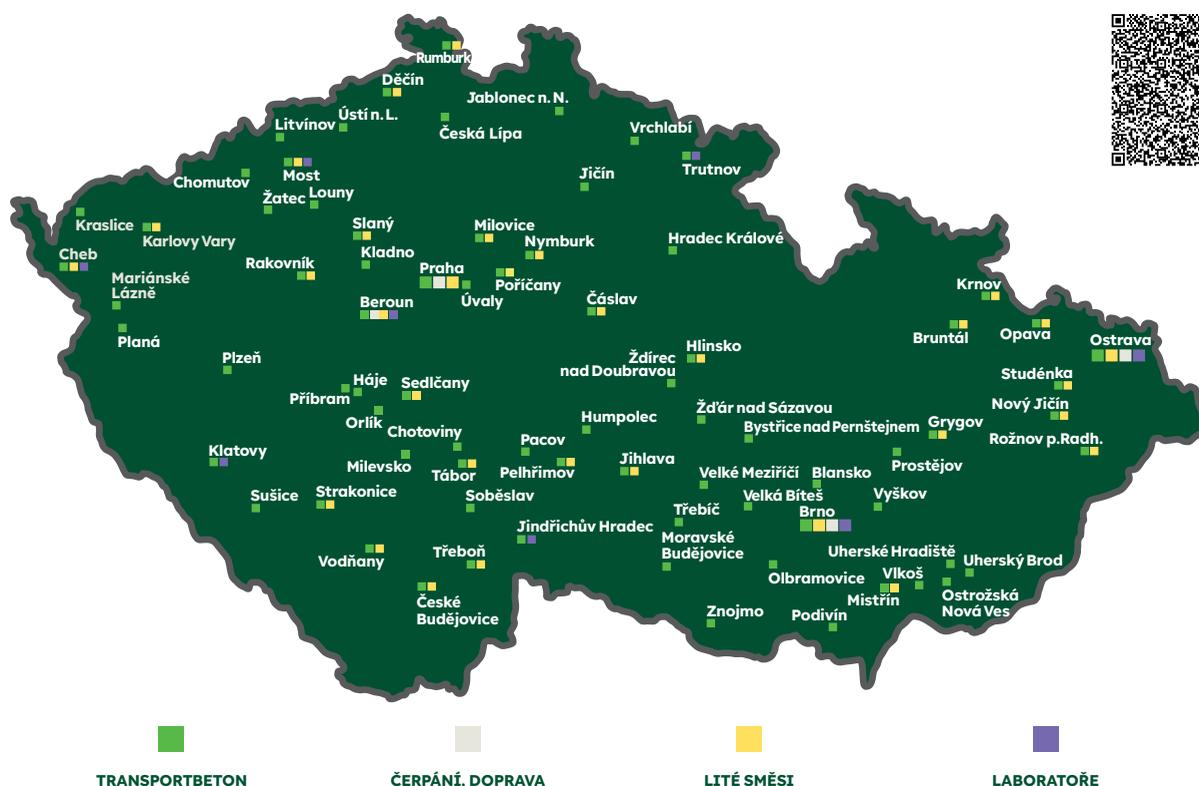 Rumburk
Děčín
Jablonec n. N.
Ústí n. L.
Litvínov
Česká Lípa
Vrchlabí
Most
Trutnov
Chomutov
Jičín
Žatec
Louny
Kraslice
Slaný
Milovice
Karlovy Vary
Nymburk
Hradec Králové
Cheb
Kladno
Rakovník
Praha
Mariánské
Lázně
Poříčany
Krnov
Úvaly
Čáslav
Beroun
Planá
Bruntál
Opava
Ostrava
Hlinsko
Plzeň
Ždírec
nad Doubravou
Studénka
Háje
Sedlčany
Příbram
Nový Jičín
Žďár nad Sázavou
Orlík
Humpolec
Grygov
Bystřice nad Pernštejnem
Chotoviny
Pacov
Rožnov p.Radh.
Klatovy
Jihlava
Milevsko
Prostějov
Tábor
Pelhřimov
Velké Meziříčí
Blansko
Sušice
Strakonice
Soběslav
Velká Bíteš
Vyškov
Třebíč
Brno
Jindřichův Hradec
Moravské
Budějovice
Třeboň
Uherské Hradiště
Vodňany
Uherský Brod
Vlkoš
Olbramovice
České
Budějovice
Mistřín
Ostrožská
Nová Ves
Znojmo
Podivín
TRANSPORTBETON
ČERPÁNÍ, DOPRAVA
LITÉ SMĚSI
LABORATOŘE